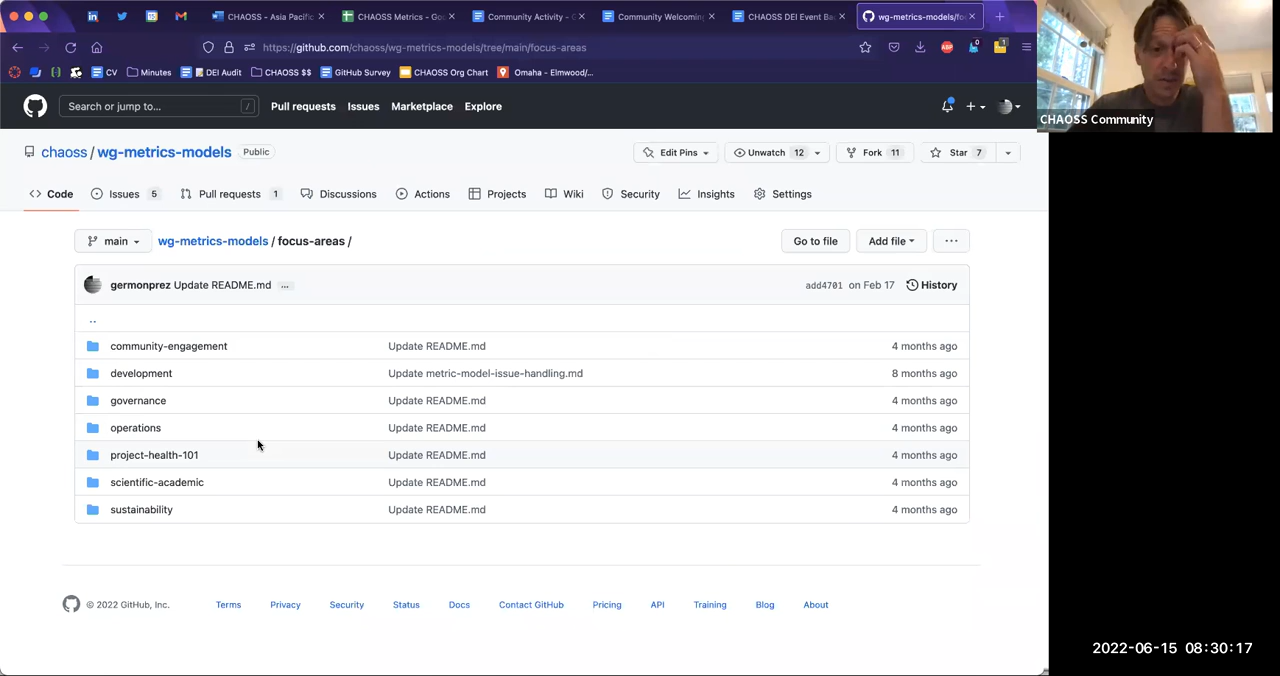 CHAOSS - Asia Pacific
CHAOSS Metrics - Go
Community Activity - C
Community Welcoming
CHAOSS DEI Event Ba
wg-metrics-models/fo
https://github.com/chaoss/wg-metrics-models/tree/main/focus-areas
CV
Minutes
DEI Audit
CHAOSS $$
GitHub Survey
CHAOSS Org Chart
Omaha - Elmwood/...
Search or jump to...
/
Pull requests
Issues
Marketplace
Explore
CHAOSS Community
chaoss / wg-metrics-models
Public
Edit Pins
Unwatch 12
Fork 11
Star 7
Code
Issues 5
Pull requests 1
Discussions
Actions
Projects
Wiki
Security
Insights
Settings
main
wg-metrics-models / focus-areas /
Go to file
Add file
...
germonprez Update README.md ...
add4701 on Feb 17
History
..
community-engagement Update README.md 4 months ago
development Update metric-model-issue-handling.md 8 months ago
governance Update README.md 4 months ago
operations Update README.md 4 months ago
project-health-101 Update README.md 4 months ago
scientific-academic Update README.md 4 months ago
sustainability Update README.md 4 months ago
© 2022 GitHub, Inc.
Terms
Privacy
Security
Status
Docs
Contact GitHub
Pricing
API
Training
Blog
About
2022-06-15 08:30:17